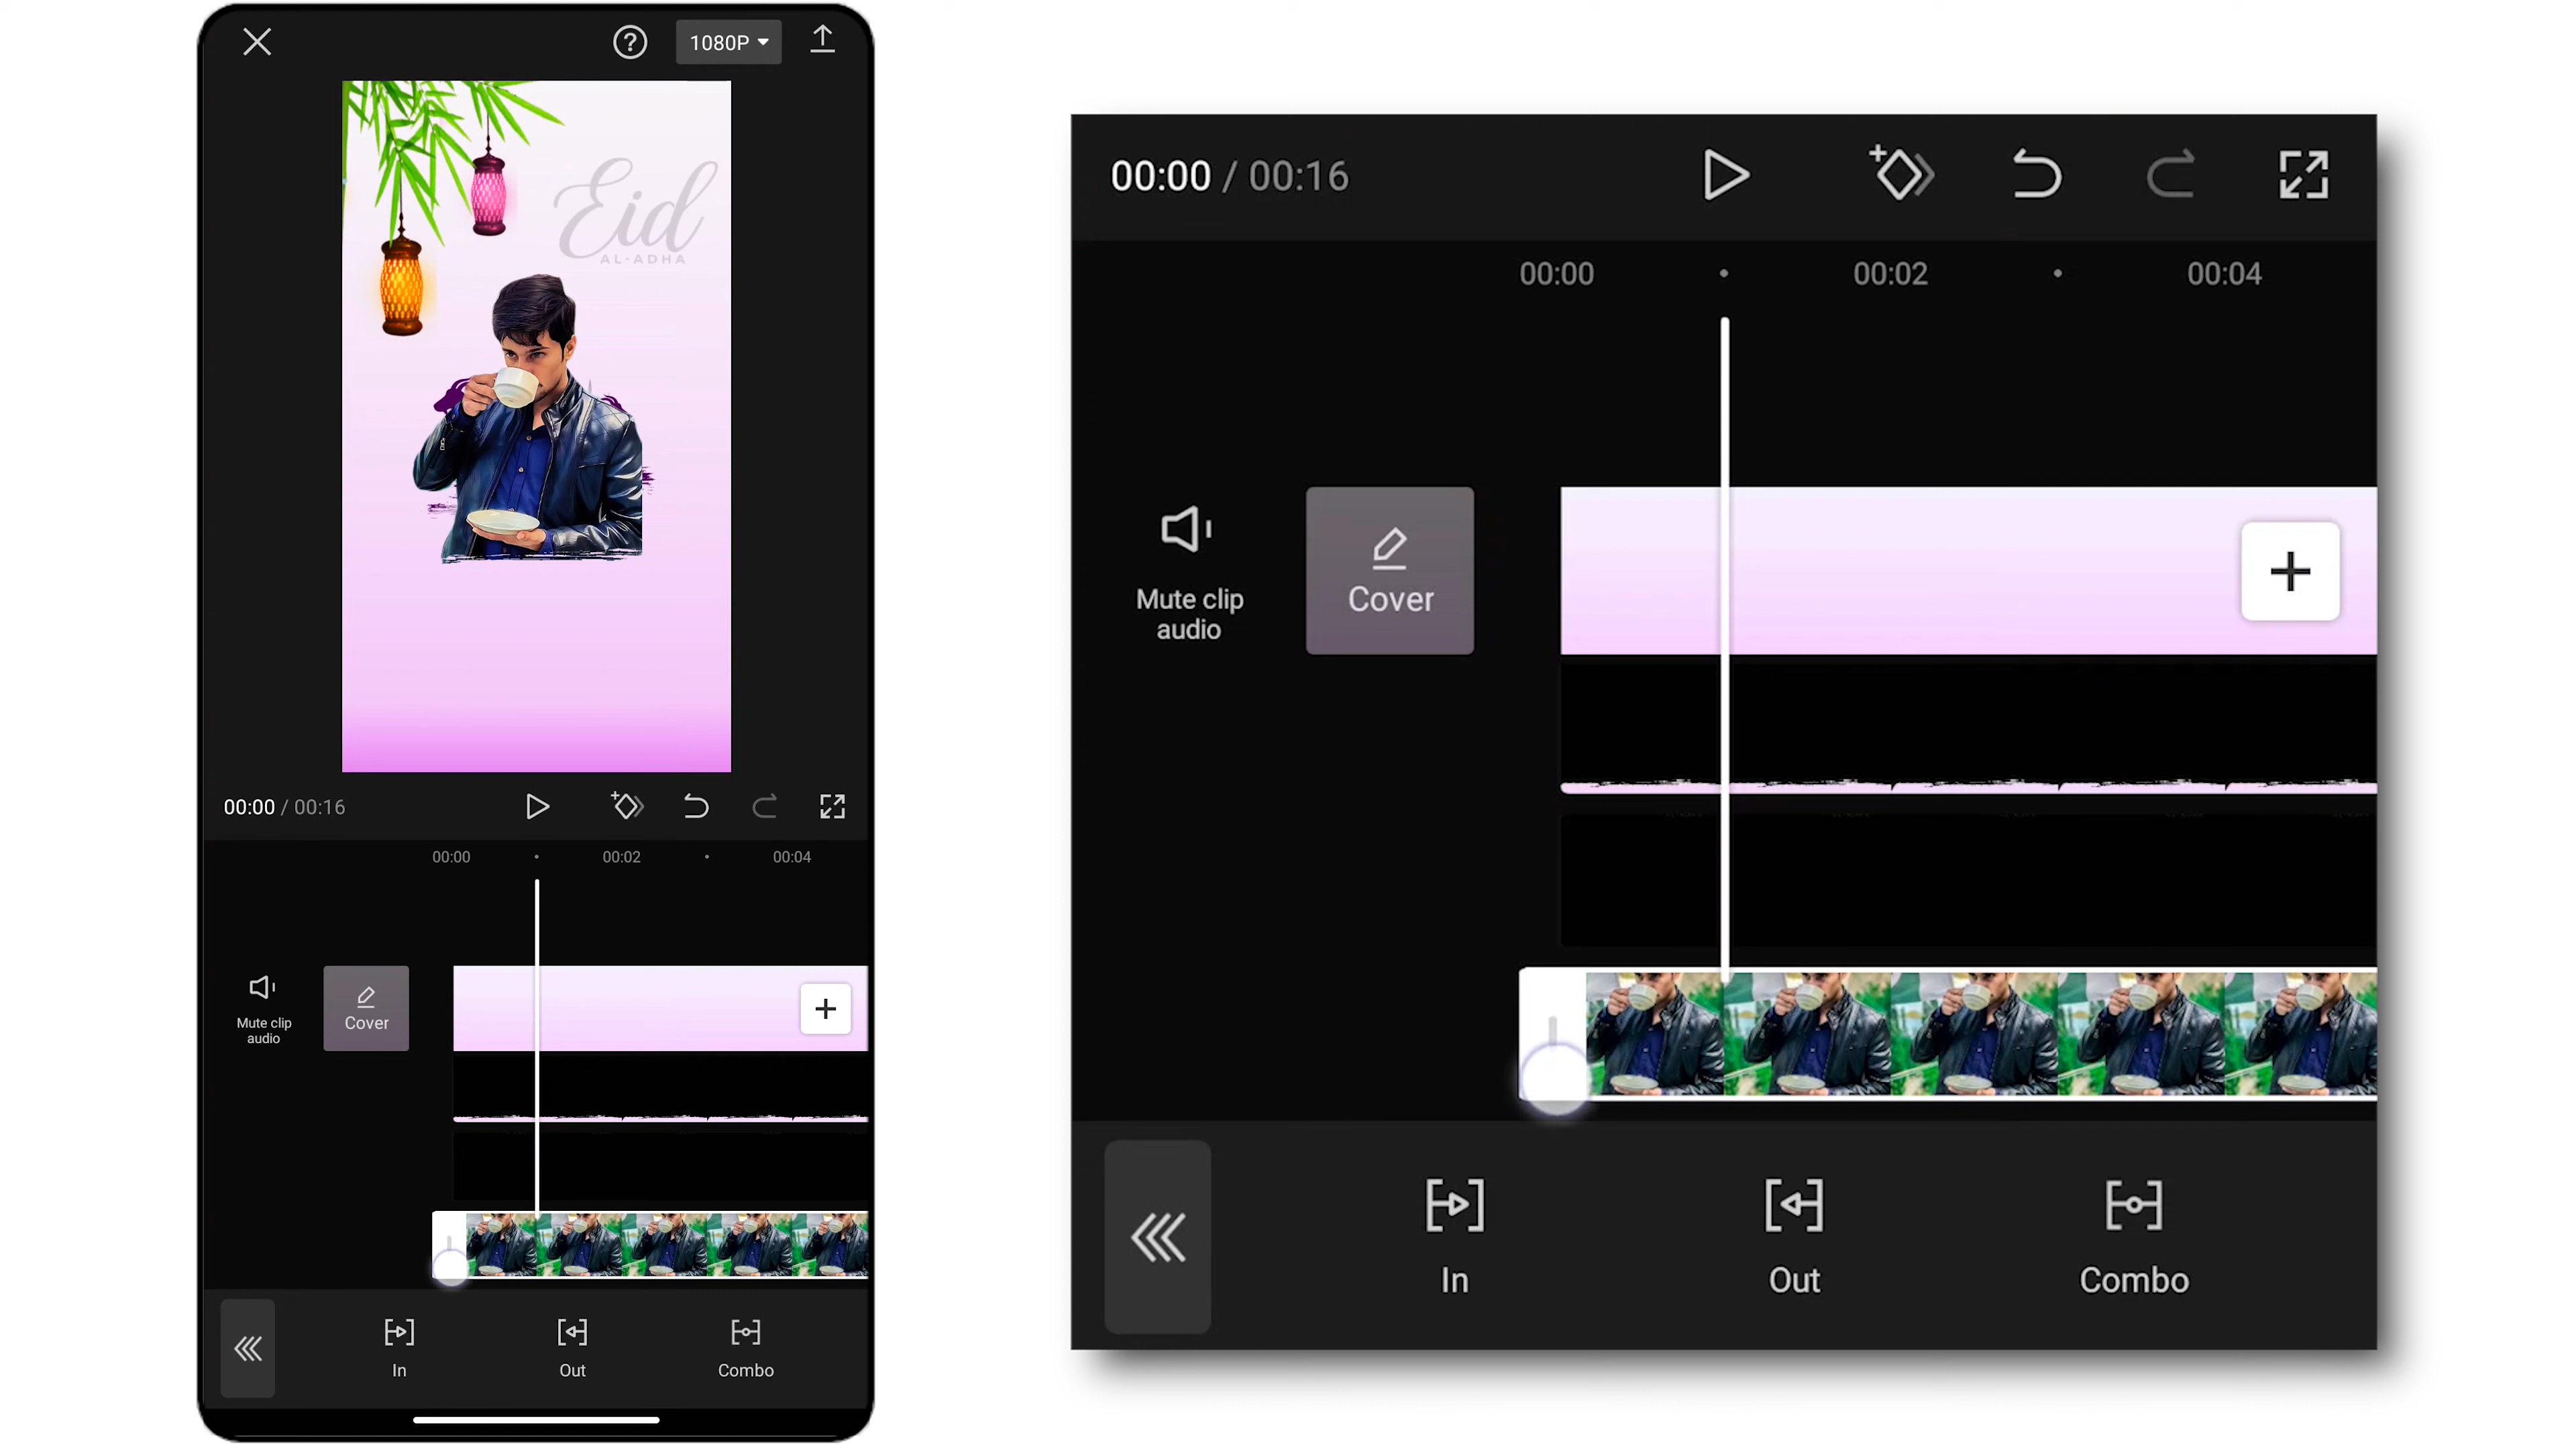 1080P
Eid
AL-ADHA
00:00 / 00:16
00:00
00:02
00:04
Mute clip
audio
Cover
In
Out
Combo
00:00 / 00:16
00:00
00:02
00:04
Mute clip
audio
Cover
In
Out
Combo